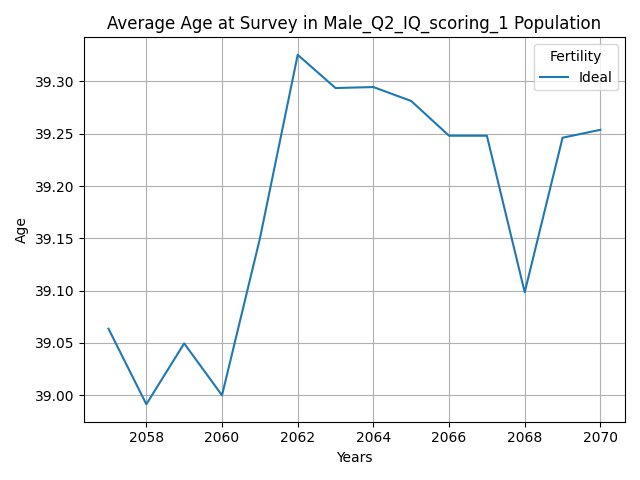 Average Age at Survey in Male_Q2_IQ_scoring_1 Population
Fertility
Ideal
39.30
39.25
39.20
39.15
39.10
39.05
39.00
Age
2058 2060 2062 2064 2066 2068 2070
Years